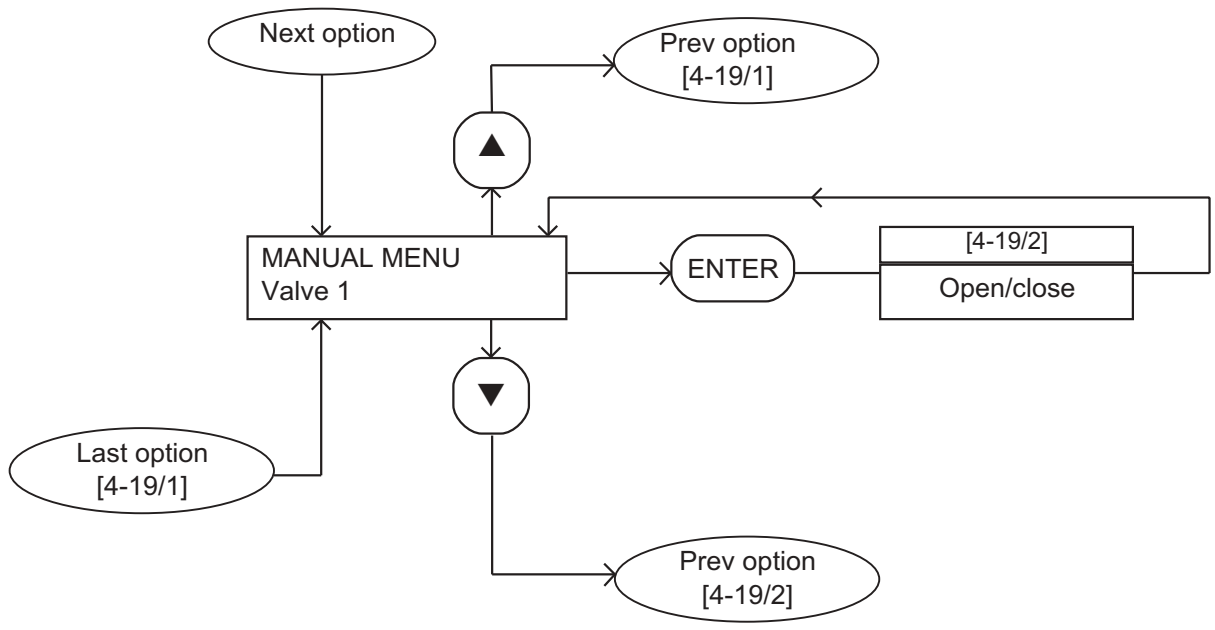 Next option
Prev option
[4-19/1]
▲
MANUAL MENU
Valve 1
ENTER
[4-19/2]
Open/close
▼
Last option
[4-19/1]
Prev option
[4-19/2]